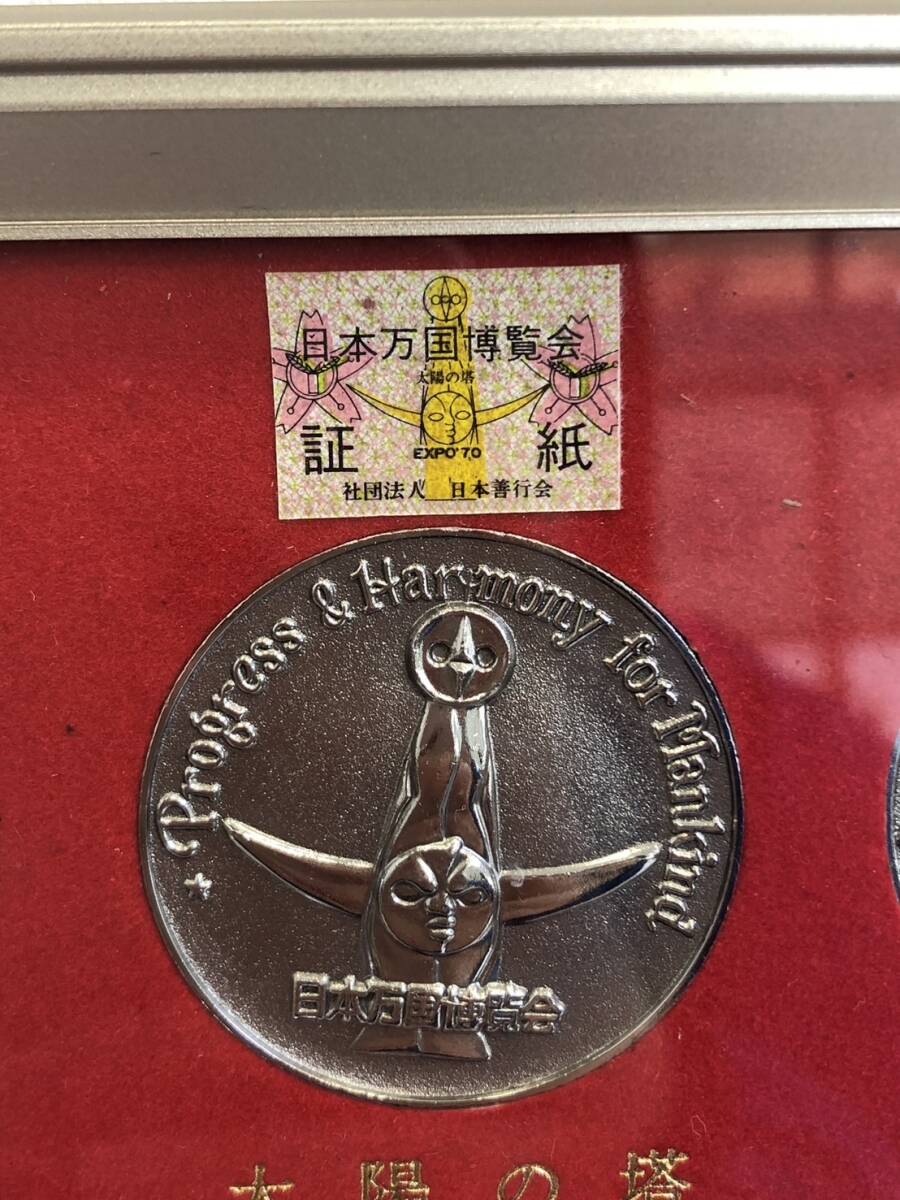 日本万国博覧会
太陽の塔
証 紙
EXPO'70
社団法人 日本善行会
Progress & Harmony for Mankind
日本万国博覧会
太陽の塔